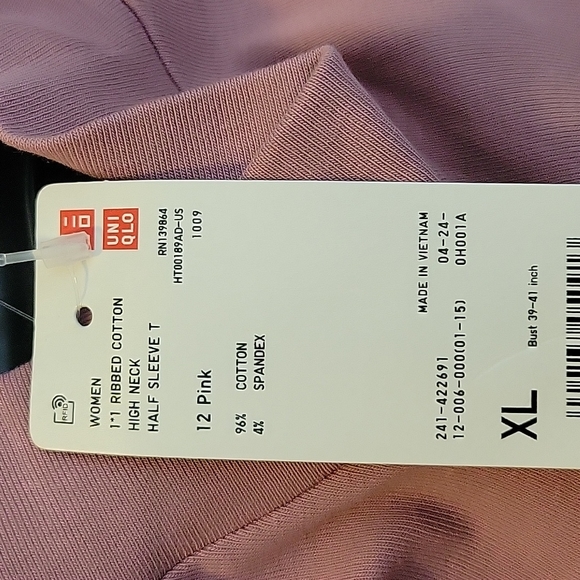 UNI
QLO
RN139864
HT00189AD-US
1009
RFID
WOMEN
1*1 RIBBED COTTON
HIGH NECK
HALF SLEEVE T
12 Pink
96% COTTON
4% SPANDEX
MADE IN VIETNAM
04-24-
0H001A
241-422691
12-006-000(01-15)
XL
Bust 39-41 inch